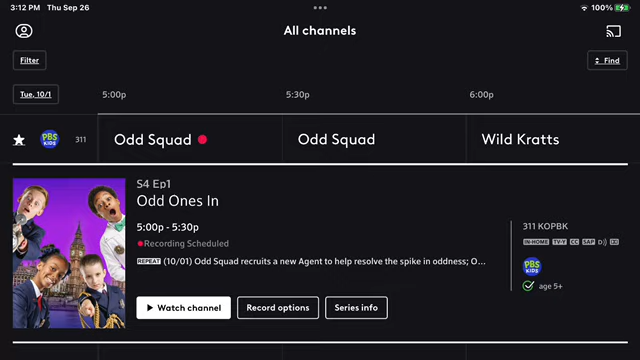 3:12 PM Thu Sep 26
100%
All channels
Filter
Find
Tue, 10/1
5:00p
5:30p
6:00p
PBS KIDS
311
Odd Squad
Odd Squad
Wild Kratts
S4 Ep1
Odd Ones In
5:00p - 5:30p
Recording Scheduled
REPEAT (10/01) Odd Squad recruits a new Agent to help resolve the spike in oddness; O...
311 KOPBK
IN-HOME TV-Y CC SAP D))
PBS KIDS
age 5+
Watch channel
Record options
Series info